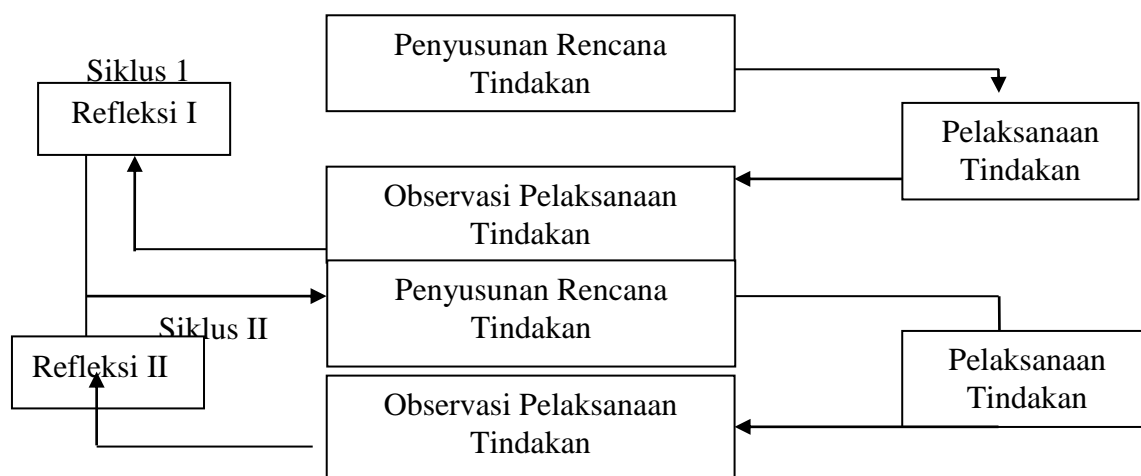 Penyusunan Rencana
Tindakan
Siklus 1
Refleksi I
Pelaksanaan
Tindakan
Observasi Pelaksanaan
Tindakan
Penyusunan Rencana
Tindakan
Siklus II
Refleksi II
Pelaksanaan
Tindakan
Observasi Pelaksanaan
Tindakan